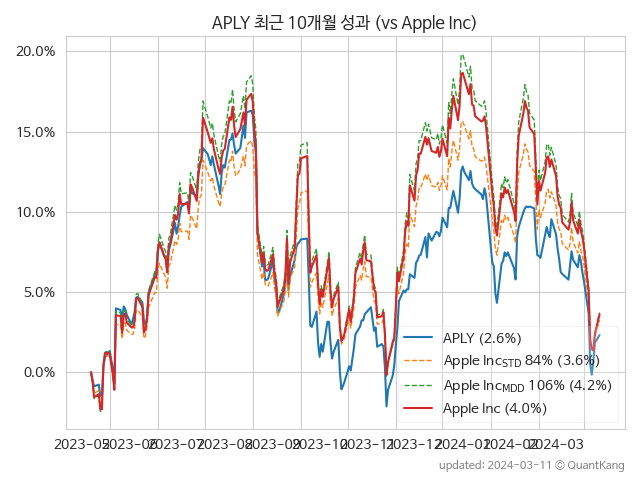 APLY 최근 10개월 성과 (vs Apple Inc)
20.0%
15.0%
10.0%
5.0%
0.0%
APLY (2.6%)
Apple IncSTD 84% (3.6%)
Apple IncMDD 106% (4.2%)
Apple Inc (4.0%)
2023-05 2023-06 2023-07 2023-08 2023-09 2023-10 2023-11 2023-12 2024-01 2024-02 2024-03
updated: 2024-03-11 © QuantKang